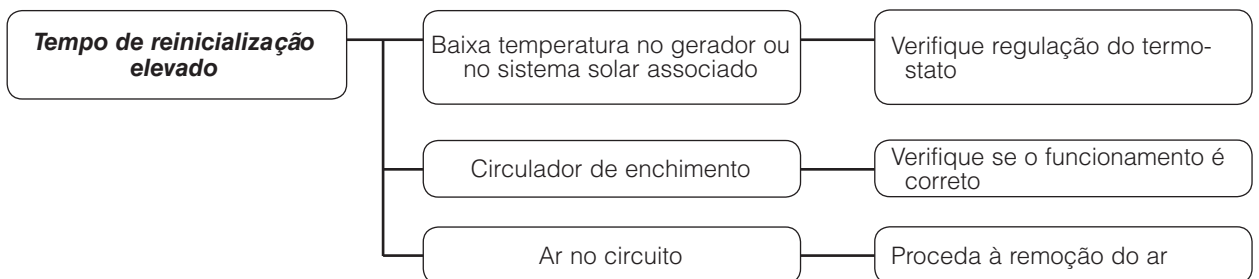 Tempo de reinicialização
elevado
Baixa temperatura no gerador ou
no sistema solar associado
Verifique regulação do termo-
stato
Circulador de enchimento
Verifique se o funcionamento é
correto
Ar no circuito
Proceda à remoção do ar